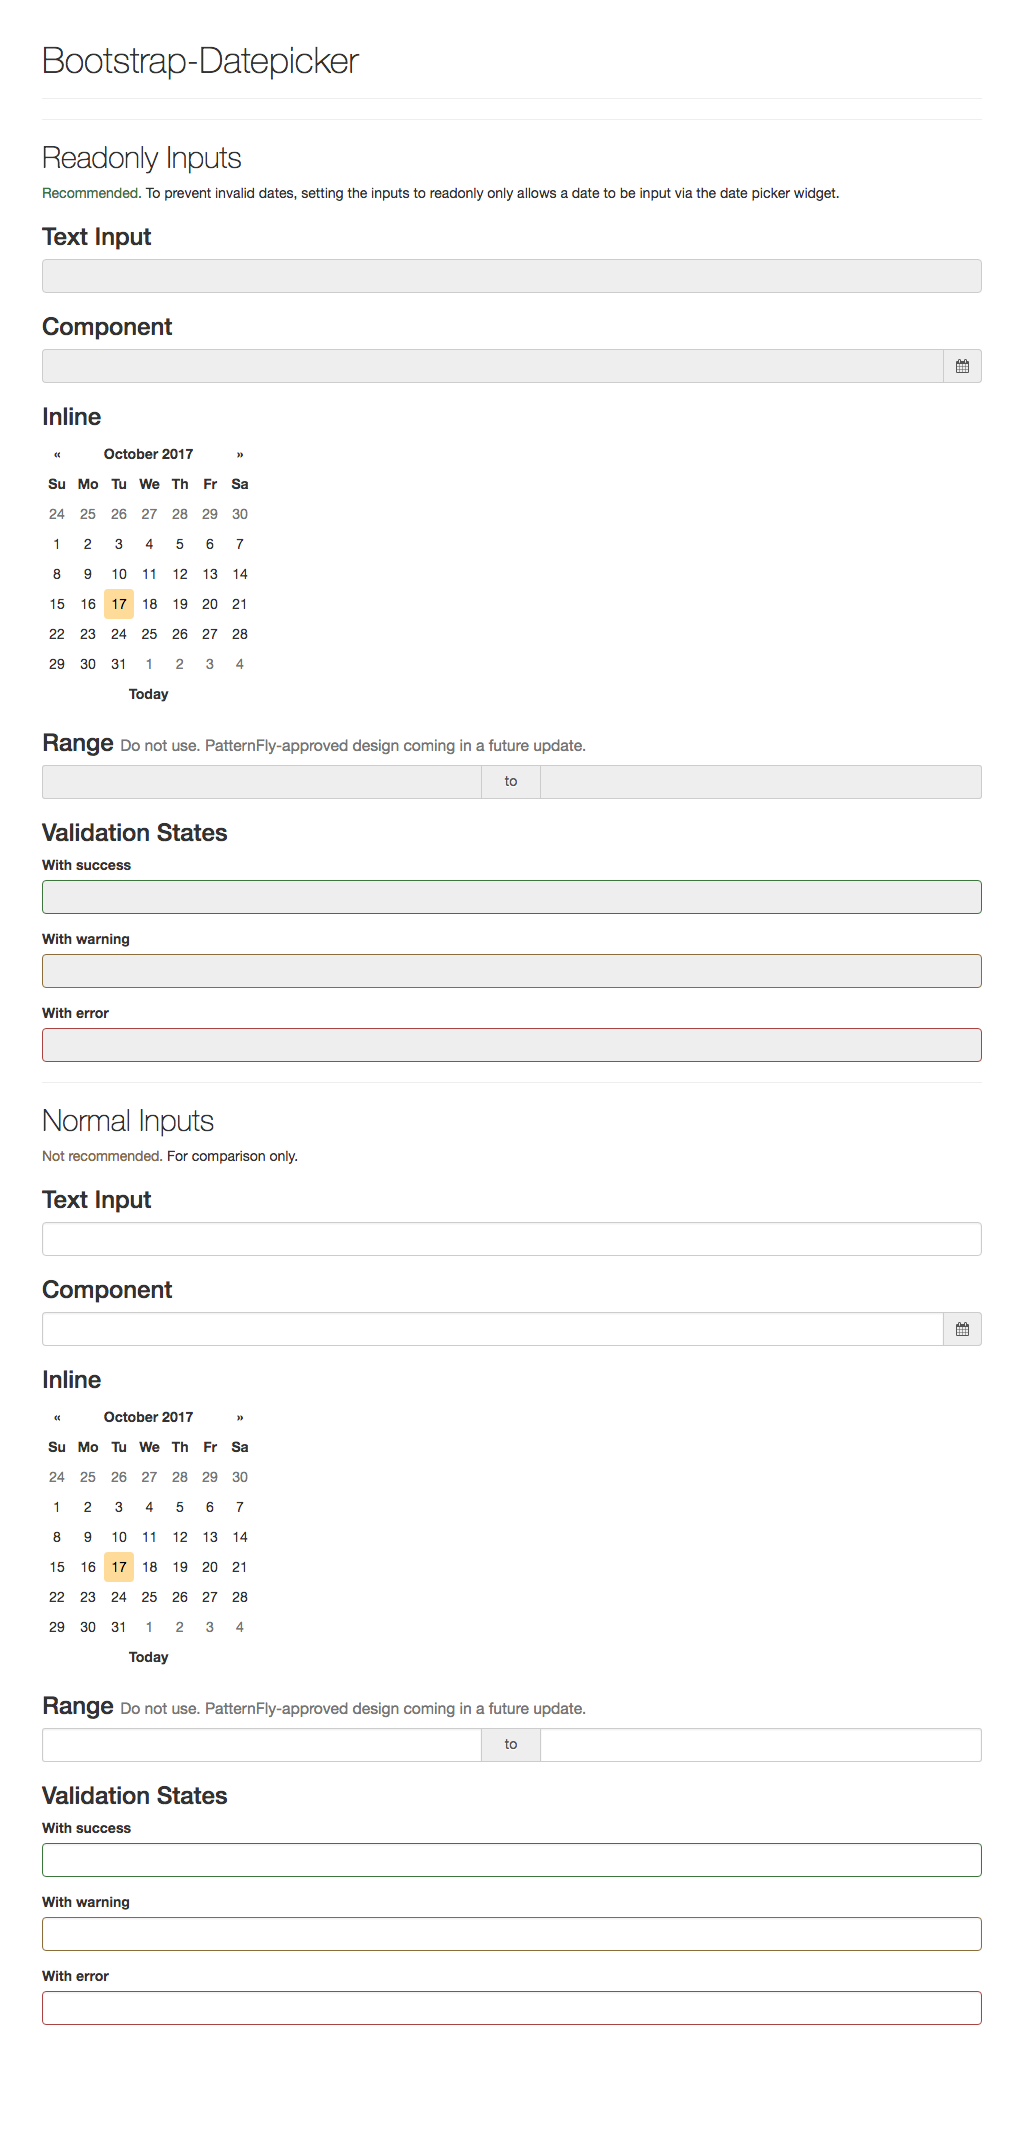 Bootstrap-Datepicker
Readonly Inputs
Recommended. To prevent invalid dates, setting the inputs to readonly only allows a date to be input via the date picker widget.
Text Input
Component
Inline
« October 2017 »
Su Mo Tu We Th Fr Sa
24 25 26 27 28 29 30
1 2 3 4 5 6 7
8 9 10 11 12 13 14
15 16 17 18 19 20 21
22 23 24 25 26 27 28
29 30 31 1 2 3 4
Today
Range Do not use. PatternFly-approved design coming in a future update.
to
Validation States
With success
With warning
With error
Normal Inputs
Not recommended. For comparison only.
Text Input
Component
Inline
« October 2017 »
Su Mo Tu We Th Fr Sa
24 25 26 27 28 29 30
1 2 3 4 5 6 7
8 9 10 11 12 13 14
15 16 17 18 19 20 21
22 23 24 25 26 27 28
29 30 31 1 2 3 4
Today
Range Do not use. PatternFly-approved design coming in a future update.
to
Validation States
With success
With warning
With error